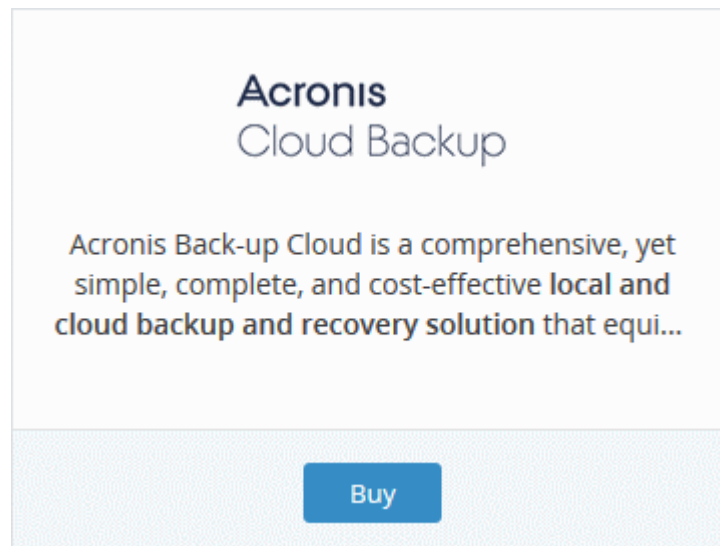 Acronis
Cloud Backup
Acronis Back-up Cloud is a comprehensive, yet
simple, complete, and cost-effective local and
cloud backup and recovery solution that equi...
Buy